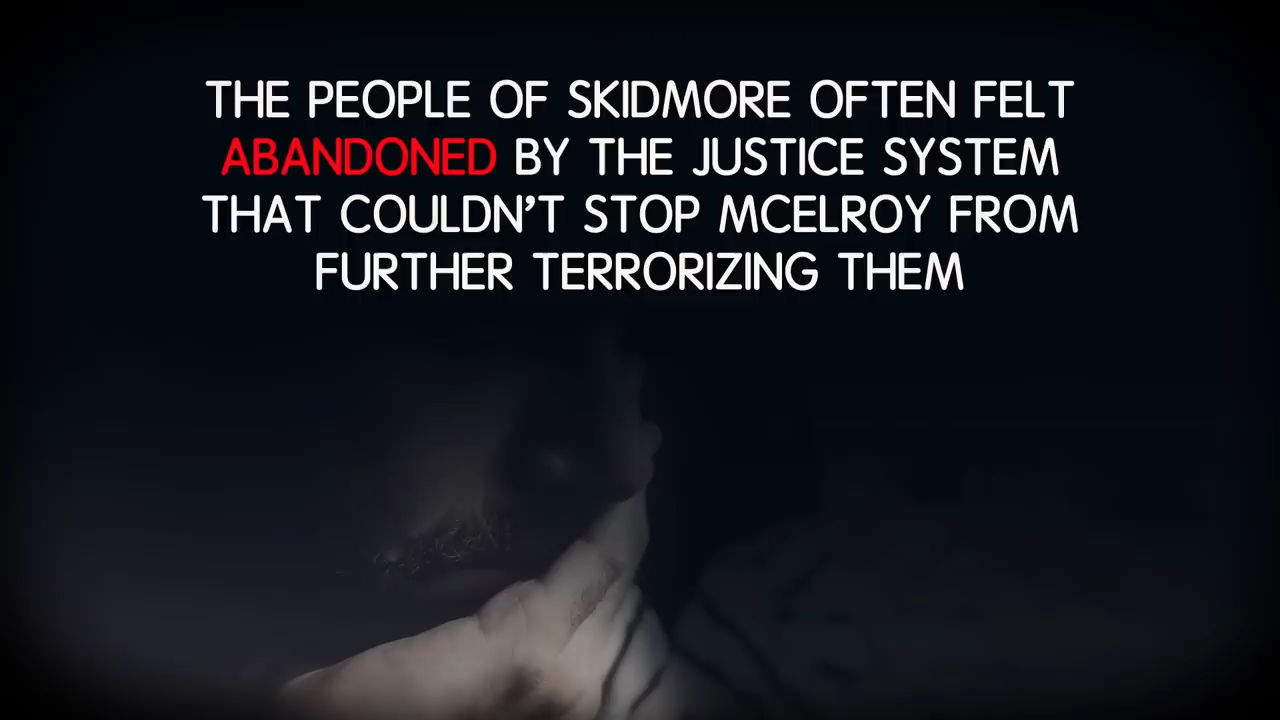 THE PEOPLE OF SKIDMORE OFTEN FELT
ABANDONED BY THE JUSTICE SYSTEM
THAT COULDN'T STOP MCELROY FROM
FURTHER TERRORIZING THEM